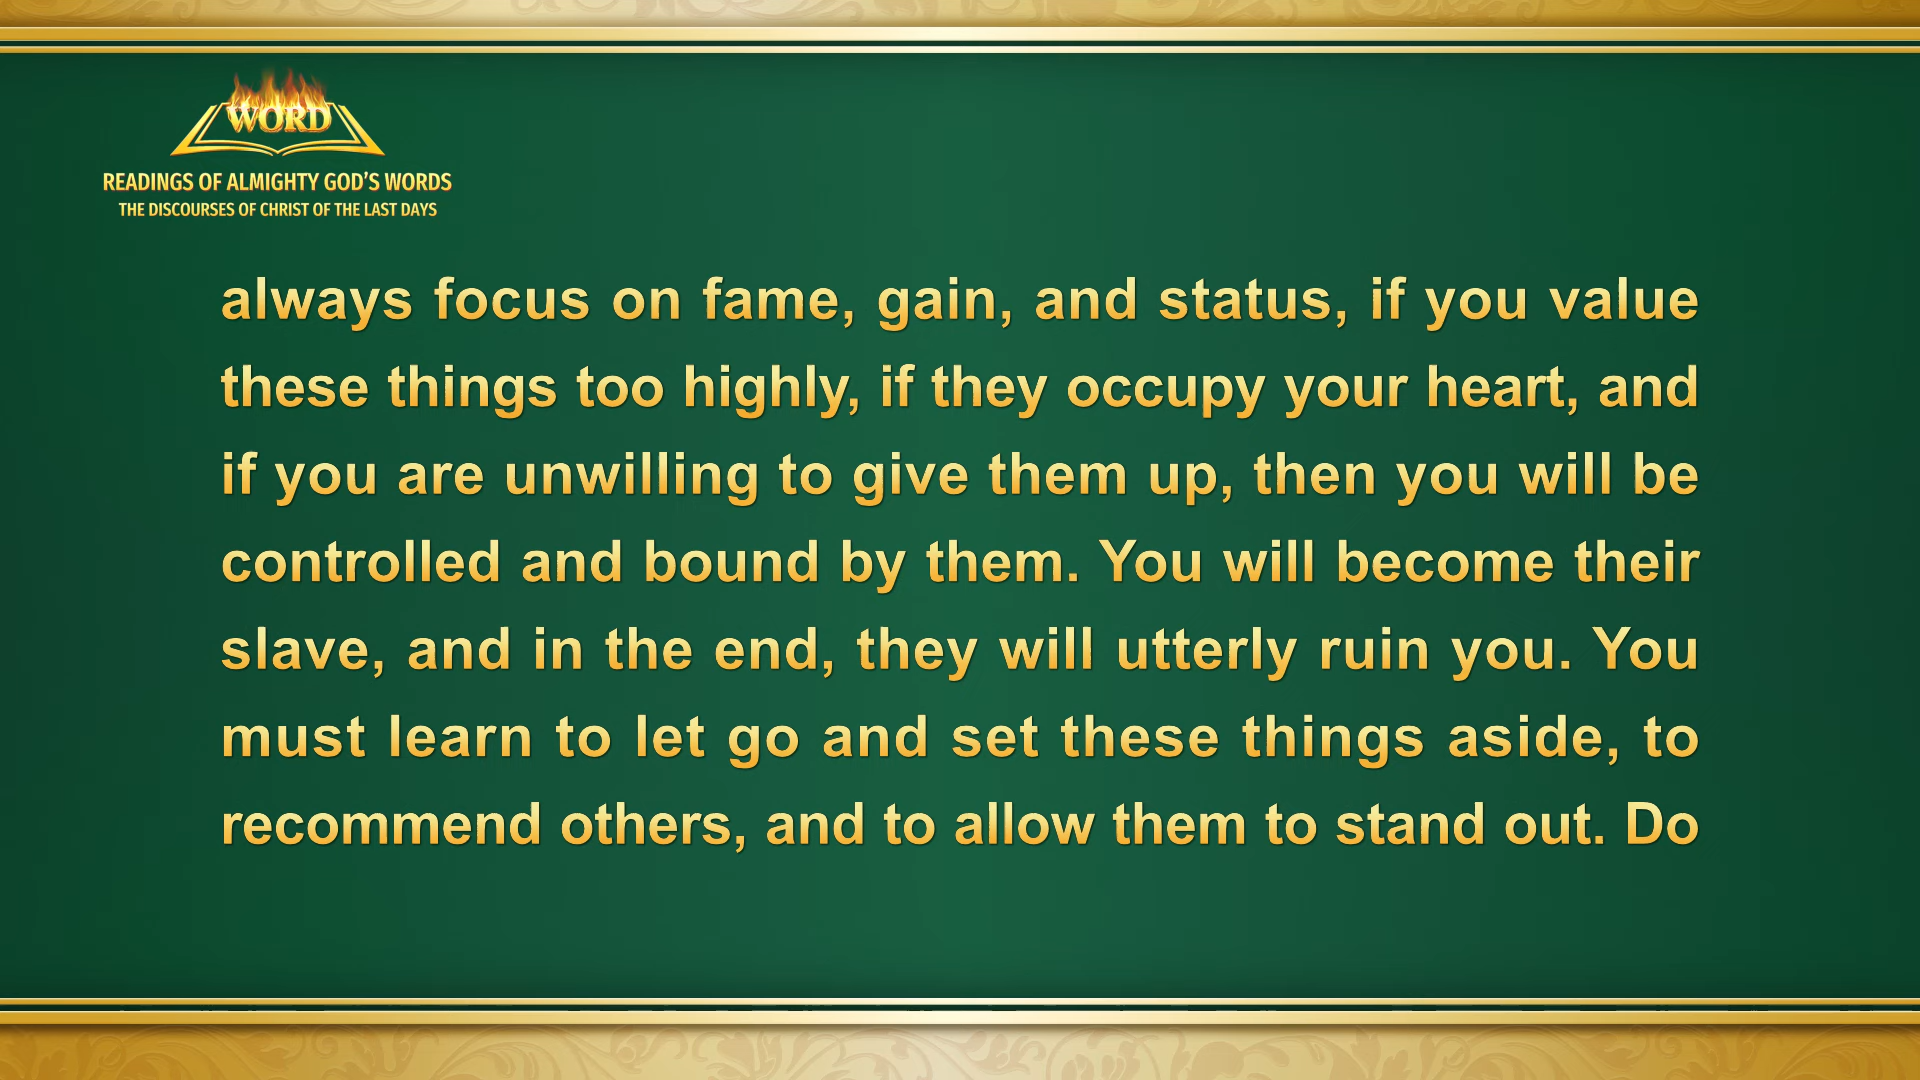 WORD
READINGS OF ALMIGHTY GOD'S WORDS
THE DISCOURSES OF CHRIST OF THE LAST DAYS
always focus on fame, gain, and status, if you value
these things too highly, if they occupy your heart, and
if you are unwilling to give them up, then you will be
controlled and bound by them. You will become their
slave, and in the end, they will utterly ruin you. You
must learn to let go and set these things aside, to
recommend others, and to allow them to stand out. Do